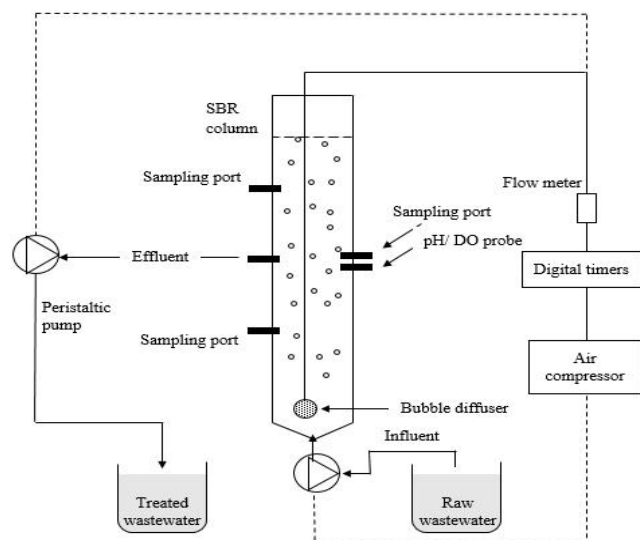 SBR
column
Sampling port
Flow meter
Sampling port
pH/ DO probe
Effluent
Digital timers
Peristaltic
pump
Sampling port
Air
compressor
Bubble diffuser
Influent
Treated
wastewater
Raw
wastewater